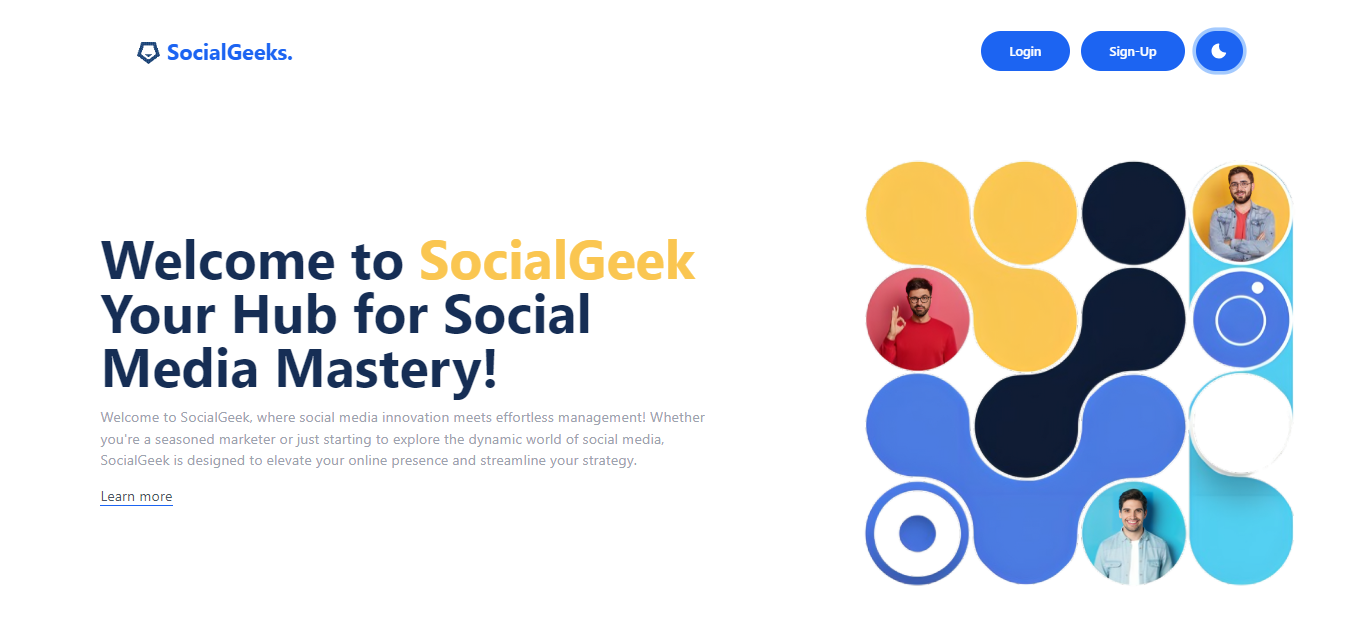 SocialGeeks.
Login
Sign-Up
Welcome to SocialGeek
Your Hub for Social
Media Mastery!
Welcome to SocialGeek, where social media innovation meets effortless management! Whether
you're a seasoned marketer or just starting to explore the dynamic world of social media,
SocialGeek is designed to elevate your online presence and streamline your strategy.
Learn more